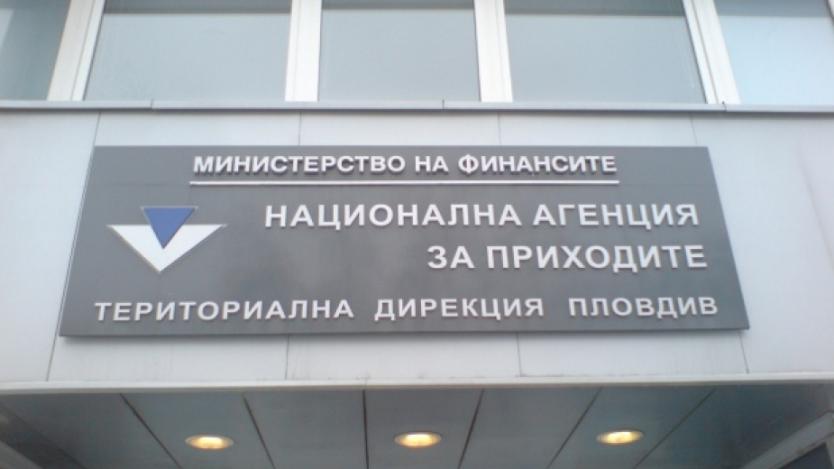 МИНИСТЕРСТВО НА ФИНАНСИТЕ
НАЦИОНАЛНА АГЕНЦИЯ
ЗА ПРИХОДИТЕ
ТЕРИТОРИАЛНА ДИРЕКЦИЯ ПЛОВДИВ